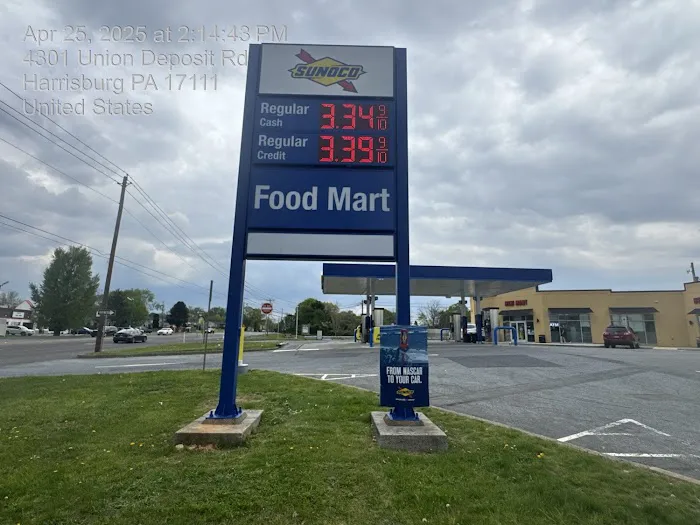 Apr 25, 2025 at 2:14:43 PM
4301 Union Deposit Rd
Harrisburg PA 17111
United States
SUNOCO
Regular
Cash
3.34 9/10
Regular
Credit
3.39 9/10
Food Mart
FROM NASCAR
TO YOUR CAR.
SUNOCO